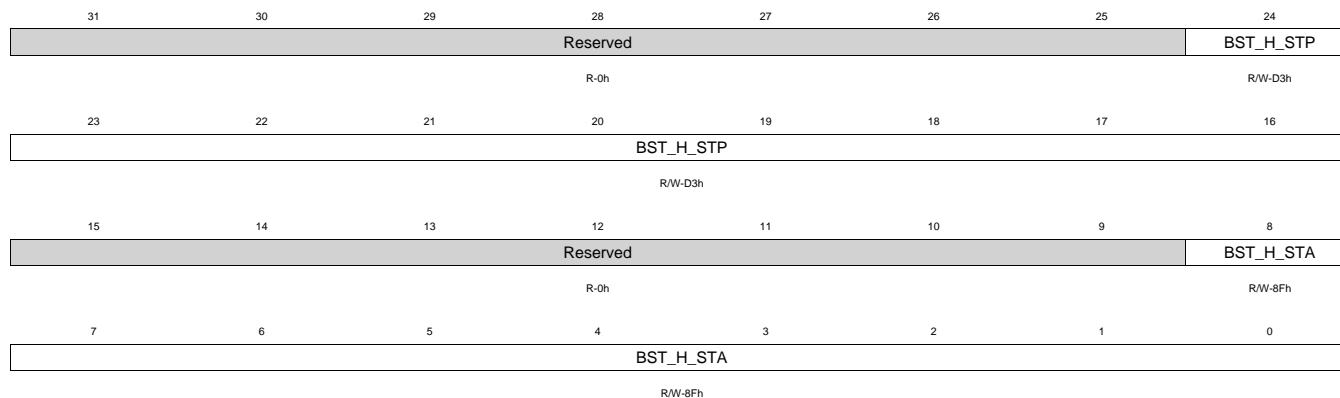 31 30 29 28 27 26 25 24
Reserved BST_H_STP
R-0h R/W-D3h
23 22 21 20 19 18 17 16
BST_H_STP
R/W-D3h
15 14 13 12 11 10 9 8
Reserved BST_H_STA
R-0h R/W-8Fh
7 6 5 4 3 2 1 0
BST_H_STA
R/W-8Fh